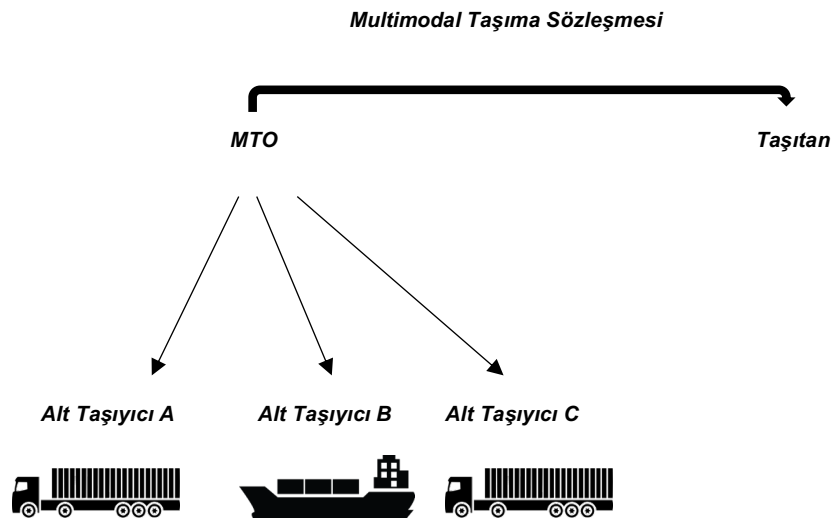 Multimodal Taşıma Sözleşmesi
MTO Taşıtan
Alt Taşıyıcı A Alt Taşıyıcı B Alt Taşıyıcı C